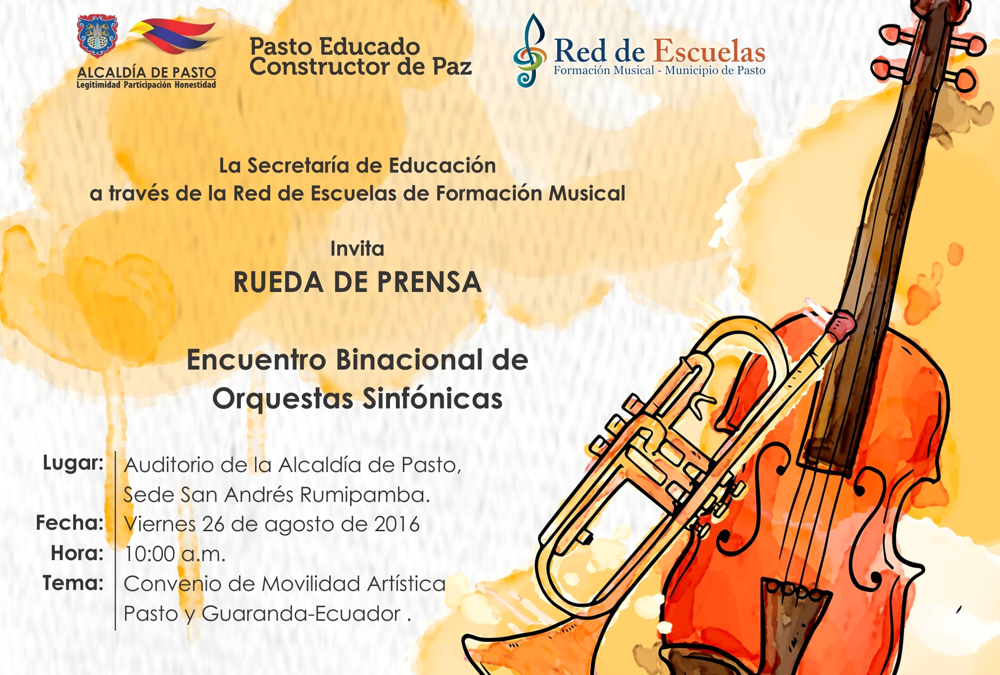 ALCALDÍA DE PASTO
Legitimidad Participación Honestidad
Pasto Educado
Constructor de Paz
Red de Escuelas
Formación Musical - Municipio de Pasto
La Secretaría de Educación
a través de la Red de Escuelas de Formación Musical
Invita
RUEDA DE PRENSA
Encuentro Binacional de
Orquestas Sinfónicas
Lugar: Auditorio de la Alcaldía de Pasto,
Sede San Andrés Rumipamba.
Fecha: Viernes 26 de agosto de 2016
Hora: 10:00 a.m.
Tema: Convenio de Movilidad Artística
Pasto y Guaranda-Ecuador .